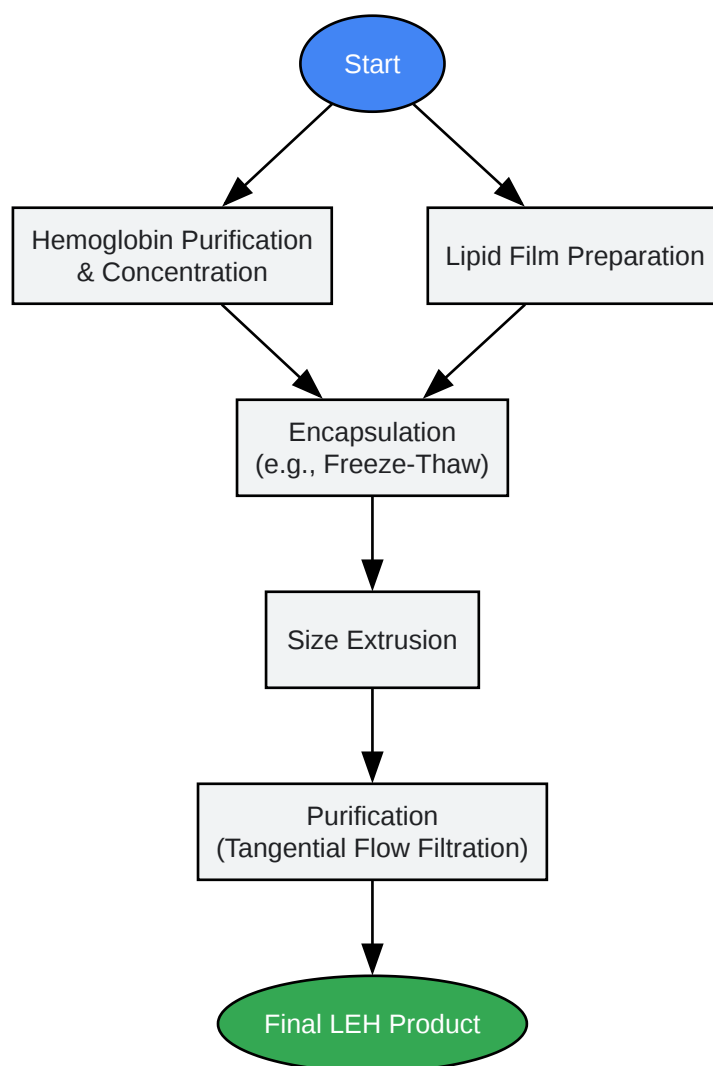 Start
Hemoglobin Purification
& Concentration
Lipid Film Preparation
Encapsulation
(e.g., Freeze-Thaw)
Size Extrusion
Purification
(Tangential Flow Filtration)
Final LEH Product